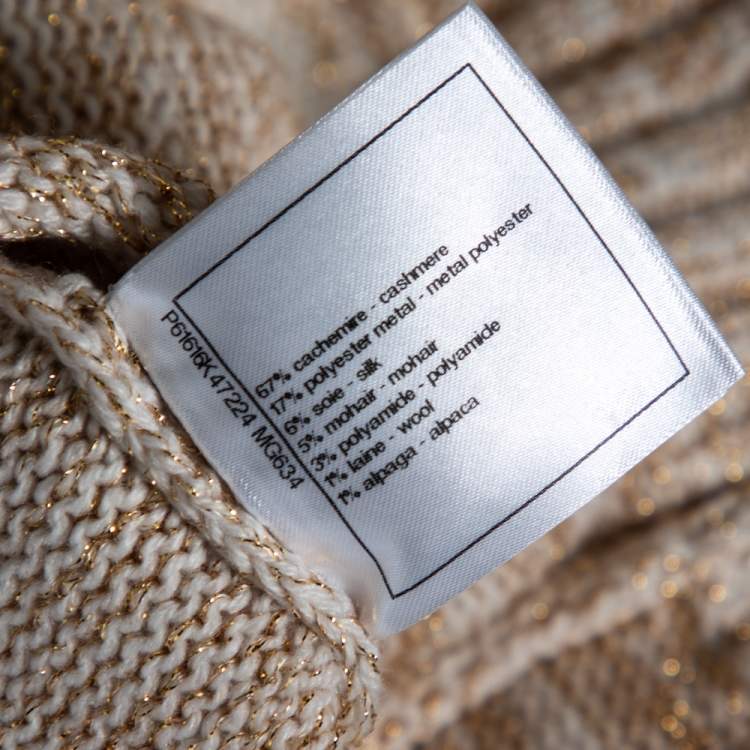 67% cachemire - cashmere
17% polyester metal - metal polyester
6% soie - silk
5% mohair - mohair
3% polyamide - polyamide
1% laine - wool
1% alpaga - alpaca
P61616K47224 MG634